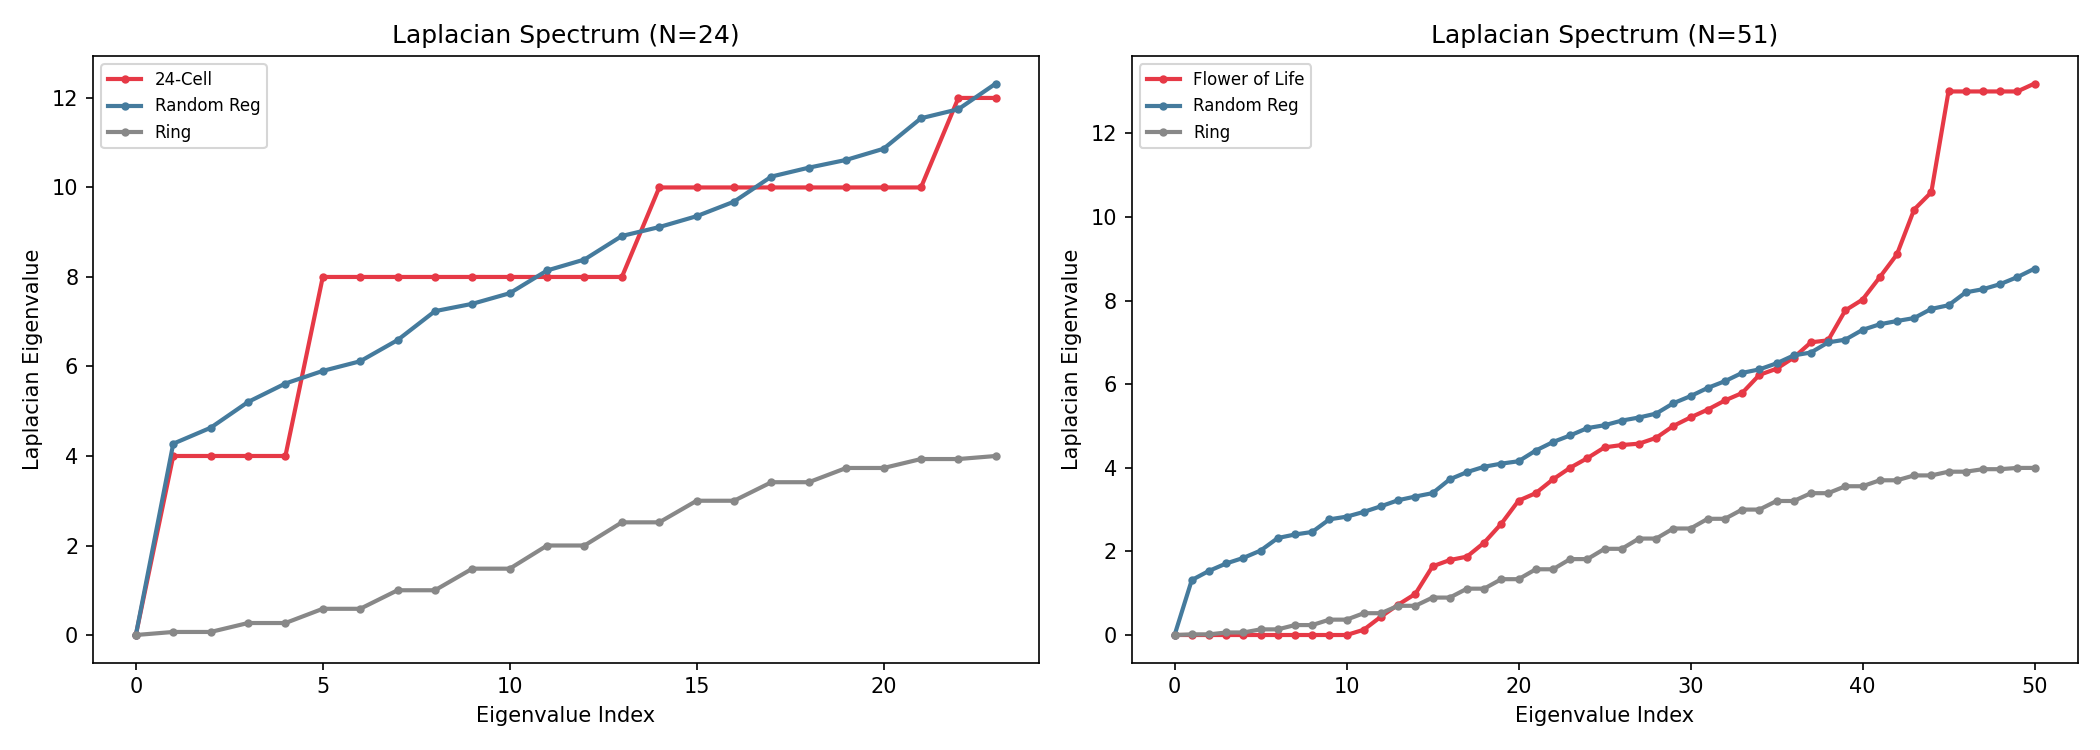 Laplacian Spectrum (N=24)
24-Cell
Random Reg
Ring
Laplacian Eigenvalue
12
10
8
6
4
2
0
0 5 10 15 20
Eigenvalue Index
Laplacian Spectrum (N=51)
Flower of Life
Random Reg
Ring
Laplacian Eigenvalue
12
10
8
6
4
2
0
0 10 20 30 40 50
Eigenvalue Index